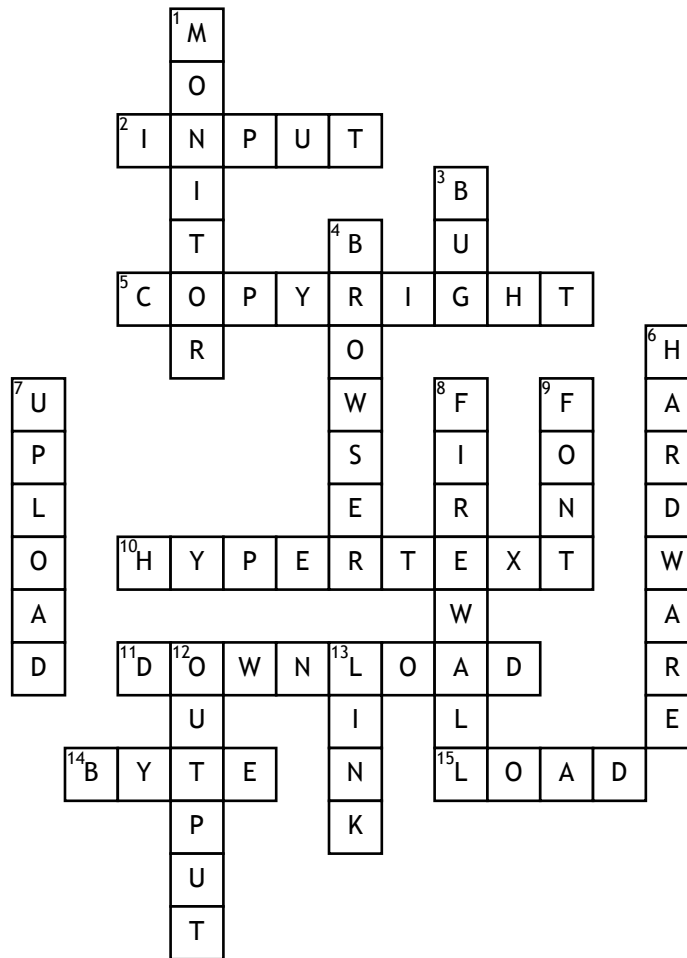 1 M
O
2 I N P U T
I 3 B
T 4 B U
5 C O P Y R I G H T
R O 6 H
7 U W 8 F 9 F A
P S I O R
L E R N D
O 10 H Y P E R T E X T W
A W A
D 11 D 12 O W N 13 L O A D R
U I L E
14 B Y T E N 15 L O A D
P K
U
T